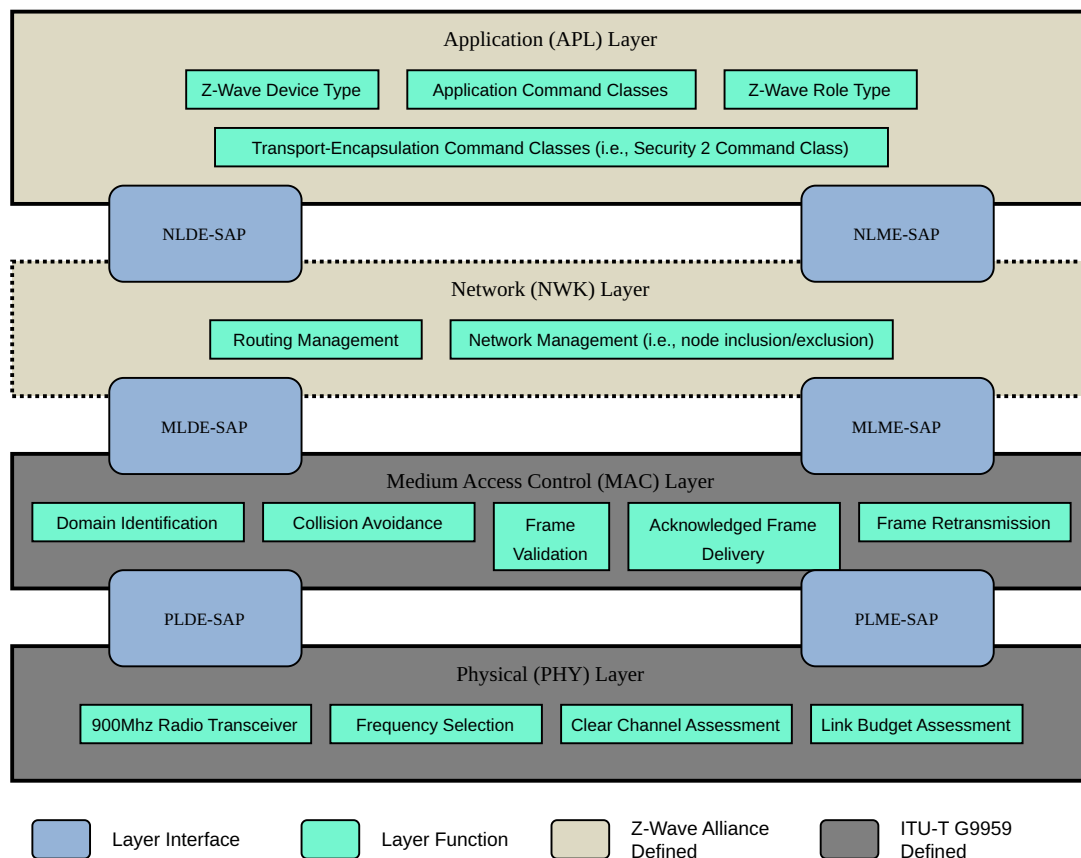 Application (APL) Layer
Z-Wave Device Type
Application Command Classes
Z-Wave Role Type
Transport-Encapsulation Command Classes (i.e., Security 2 Command Class)
NLDE-SAP
NLME-SAP
Network (NWK) Layer
Routing Management
Network Management (i.e., node inclusion/exclusion)
MLDE-SAP
MLME-SAP
Medium Access Control (MAC) Layer
Domain Identification
Collision Avoidance
Frame
Validation
Acknowledged Frame
Delivery
Frame Retransmission
PLDE-SAP
PLME-SAP
Physical (PHY) Layer
900Mhz Radio Transceiver
Frequency Selection
Clear Channel Assessment
Link Budget Assessment
Layer Interface
Layer Function
Z-Wave Alliance
Defined
ITU-T G9959
Defined